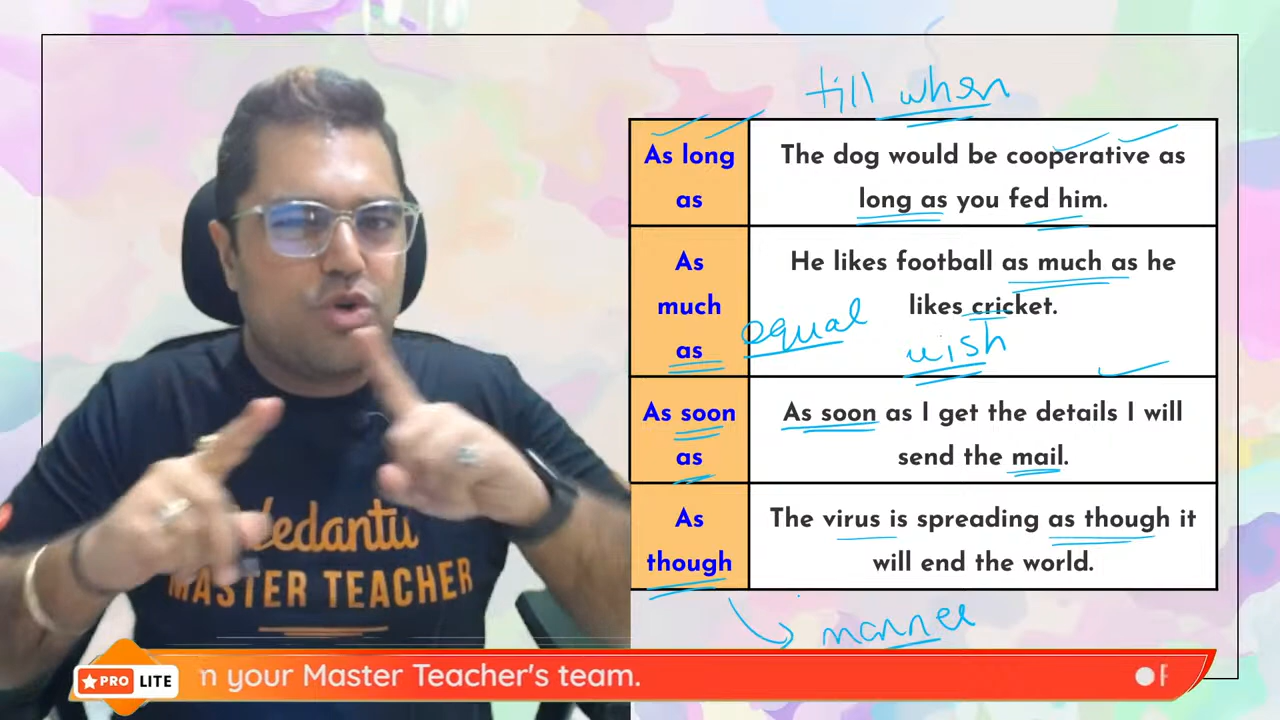 till when
As long
as
The dog would be cooperative as
long as you fed him.
As
much
as
He likes football as much as he
likes cricket.
equal
wish
As soon
as
As soon as I get the details I will
send the mail.
As
though
The virus is spreading as though it
will end the world.
Vedantu
MASTER TEACHER
PRO LITE
n your Master Teacher's team.